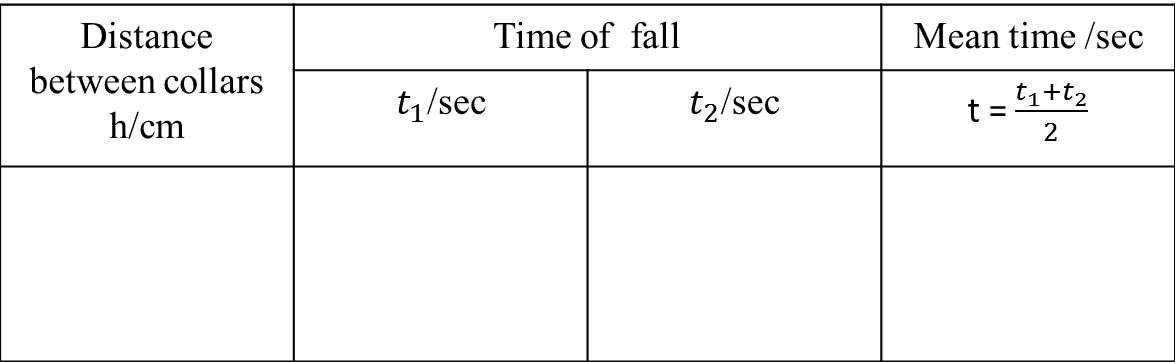 Distance
between collars
h/cm
Time of fall
Mean time /sec
t₁/sec
t₂/sec
t = (t₁+t₂)/2